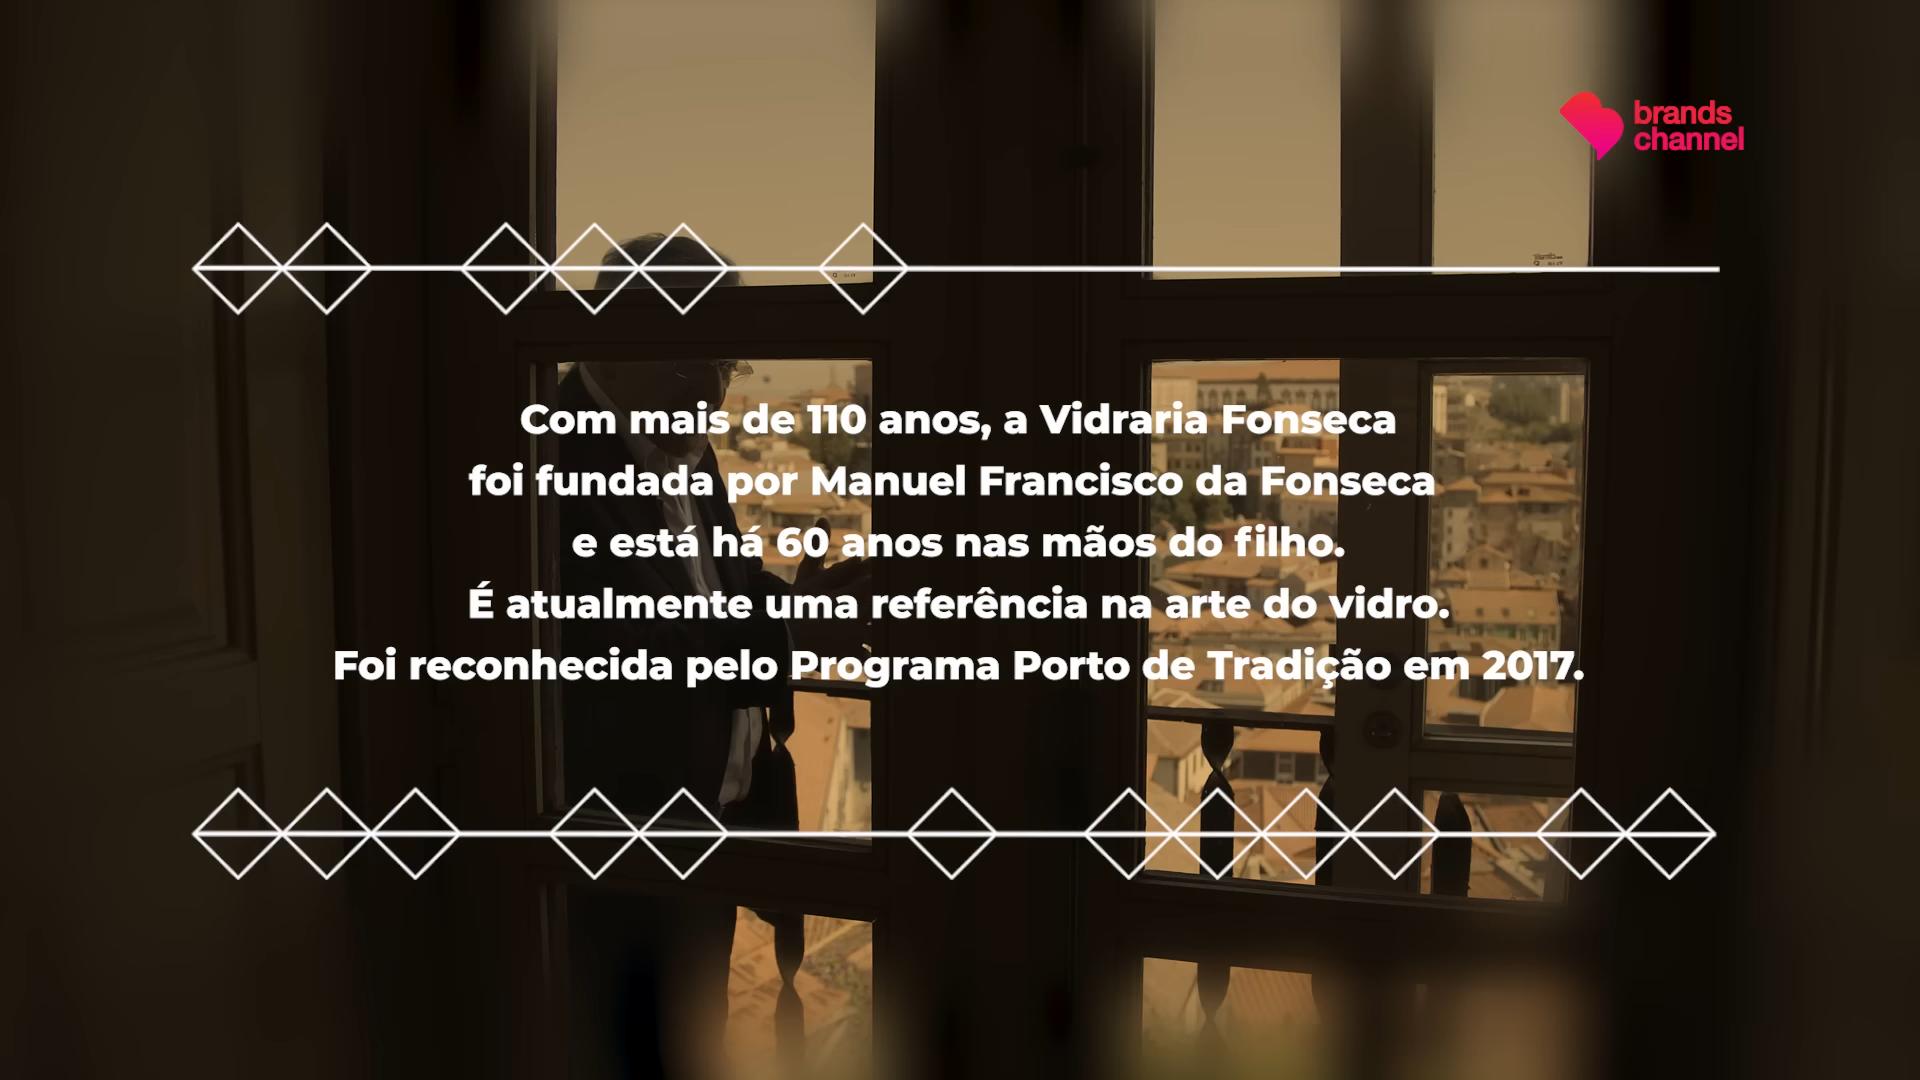 brands
channel
Com mais de 110 anos, a Vidraria Fonseca
foi fundada por Manuel Francisco da Fonseca
e está há 60 anos nas mãos do filho.
É atualmente uma referência na arte do vidro.
Foi reconhecida pelo Programa Porto de Tradição em 2017.